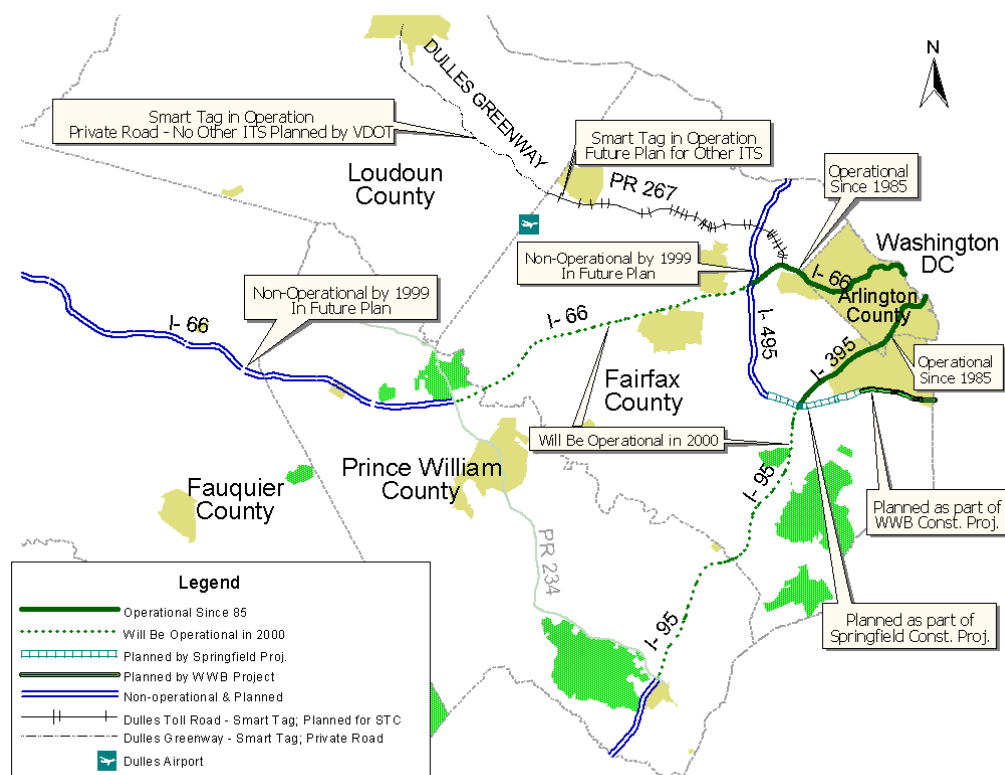 N
DULLES GREENWAY
Smart Tag in Operation
Private Road - No Other ITS Planned by VDOT
Smart Tag in Operation
Future Plan for Other ITS
Operational
Since 1985
Loudoun
County
PR 267
Washington
DC
Non-Operational by 1999
In Future Plan
Non-Operational by 1999
In Future Plan
I- 66
I- 66
I- 66
Arlington
County
I- 495
I- 395
Operational
Since 1985
Fairfax
County
Will Be Operational in 2000
Prince William
County
I- 95
Fauquier
County
Planned as part of
WWB Const. Proj.
PR 234
Planned as part of
Springfield Const. Proj.
I- 95
Legend
Operational Since 85
Will Be Operational in 2000
Planned by Springfield Proj.
Planned by WWB Project
Non-operational & Planned
Dulles Toll Road - Smart Tag; Planned for STC
Dulles Greenway - Smart Tag; Private Road
Dulles Airport